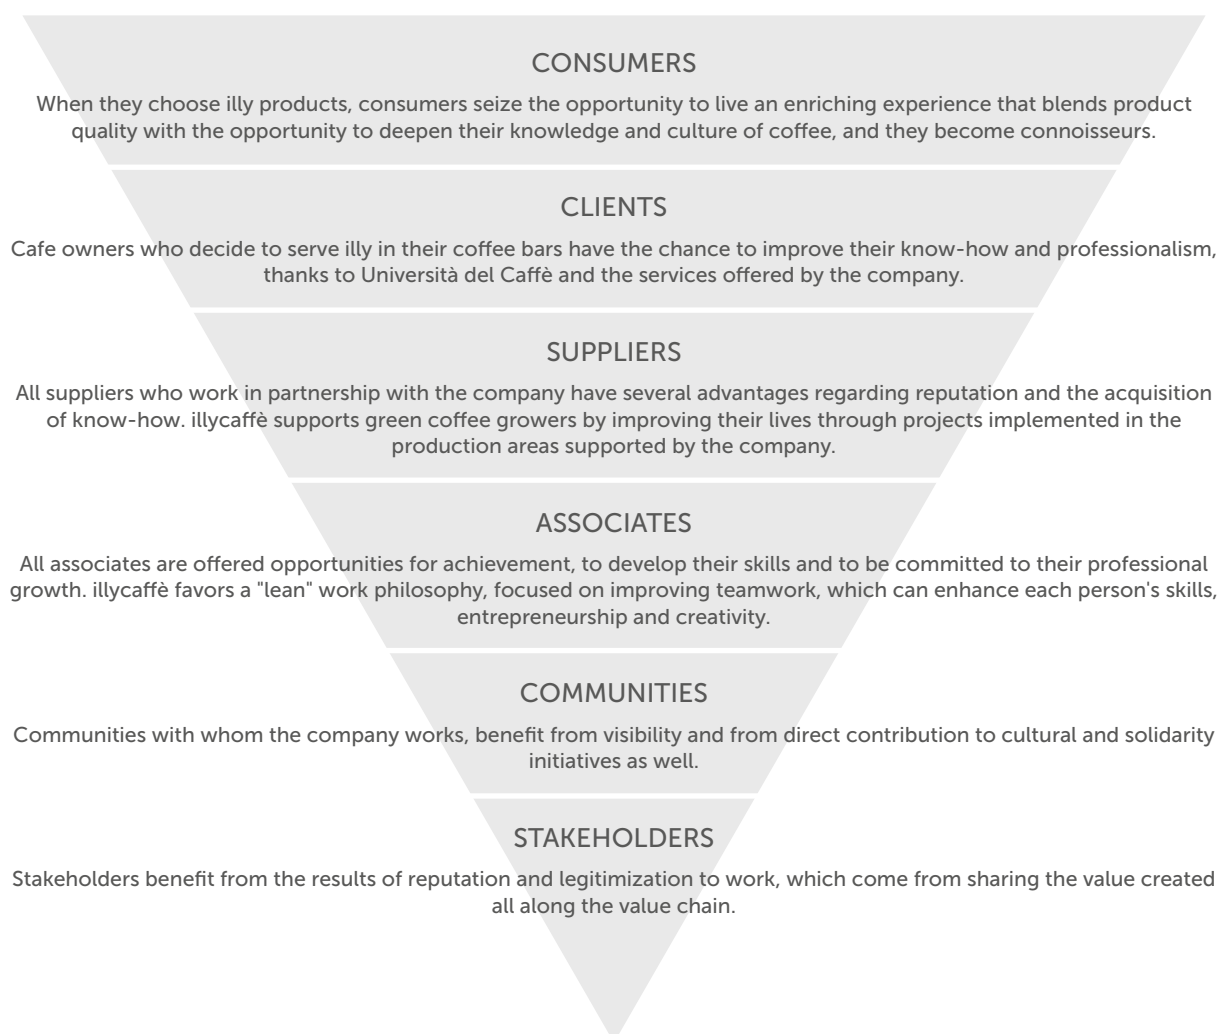 CONSUMERS
When they choose illy products, consumers seize the opportunity to live an enriching experience that blends product
quality with the opportunity to deepen their knowledge and culture of coffee, and they become connoisseurs.
CLIENTS
Cafe owners who decide to serve illy in their coffee bars have the chance to improve their know-how and professionalism,
thanks to Università del Caffè and the services offered by the company.
SUPPLIERS
All suppliers who work in partnership with the company have several advantages regarding reputation and the acquisition
of know-how. illycaffè supports green coffee growers by improving their lives through projects implemented in the
production areas supported by the company.
ASSOCIATES
All associates are offered opportunities for achievement, to develop their skills and to be committed to their professional
growth. illycaffè favors a "lean" work philosophy, focused on improving teamwork, which can enhance each person's skills,
entrepreneurship and creativity.
COMMUNITIES
Communities with whom the company works, benefit from visibility and from direct contribution to cultural and solidarity
initiatives as well.
STAKEHOLDERS
Stakeholders benefit from the results of reputation and legitimization to work, which come from sharing the value created
all along the value chain.